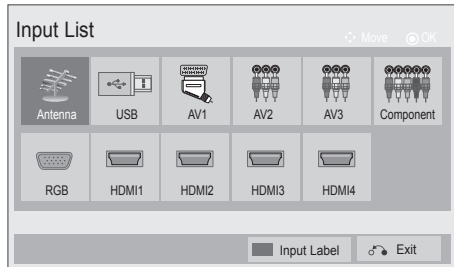 Input List
Move OK
Antenna USB AV1 AV2 AV3 Component
RGB HDMI1 HDMI2 HDMI3 HDMI4
Input Label Exit